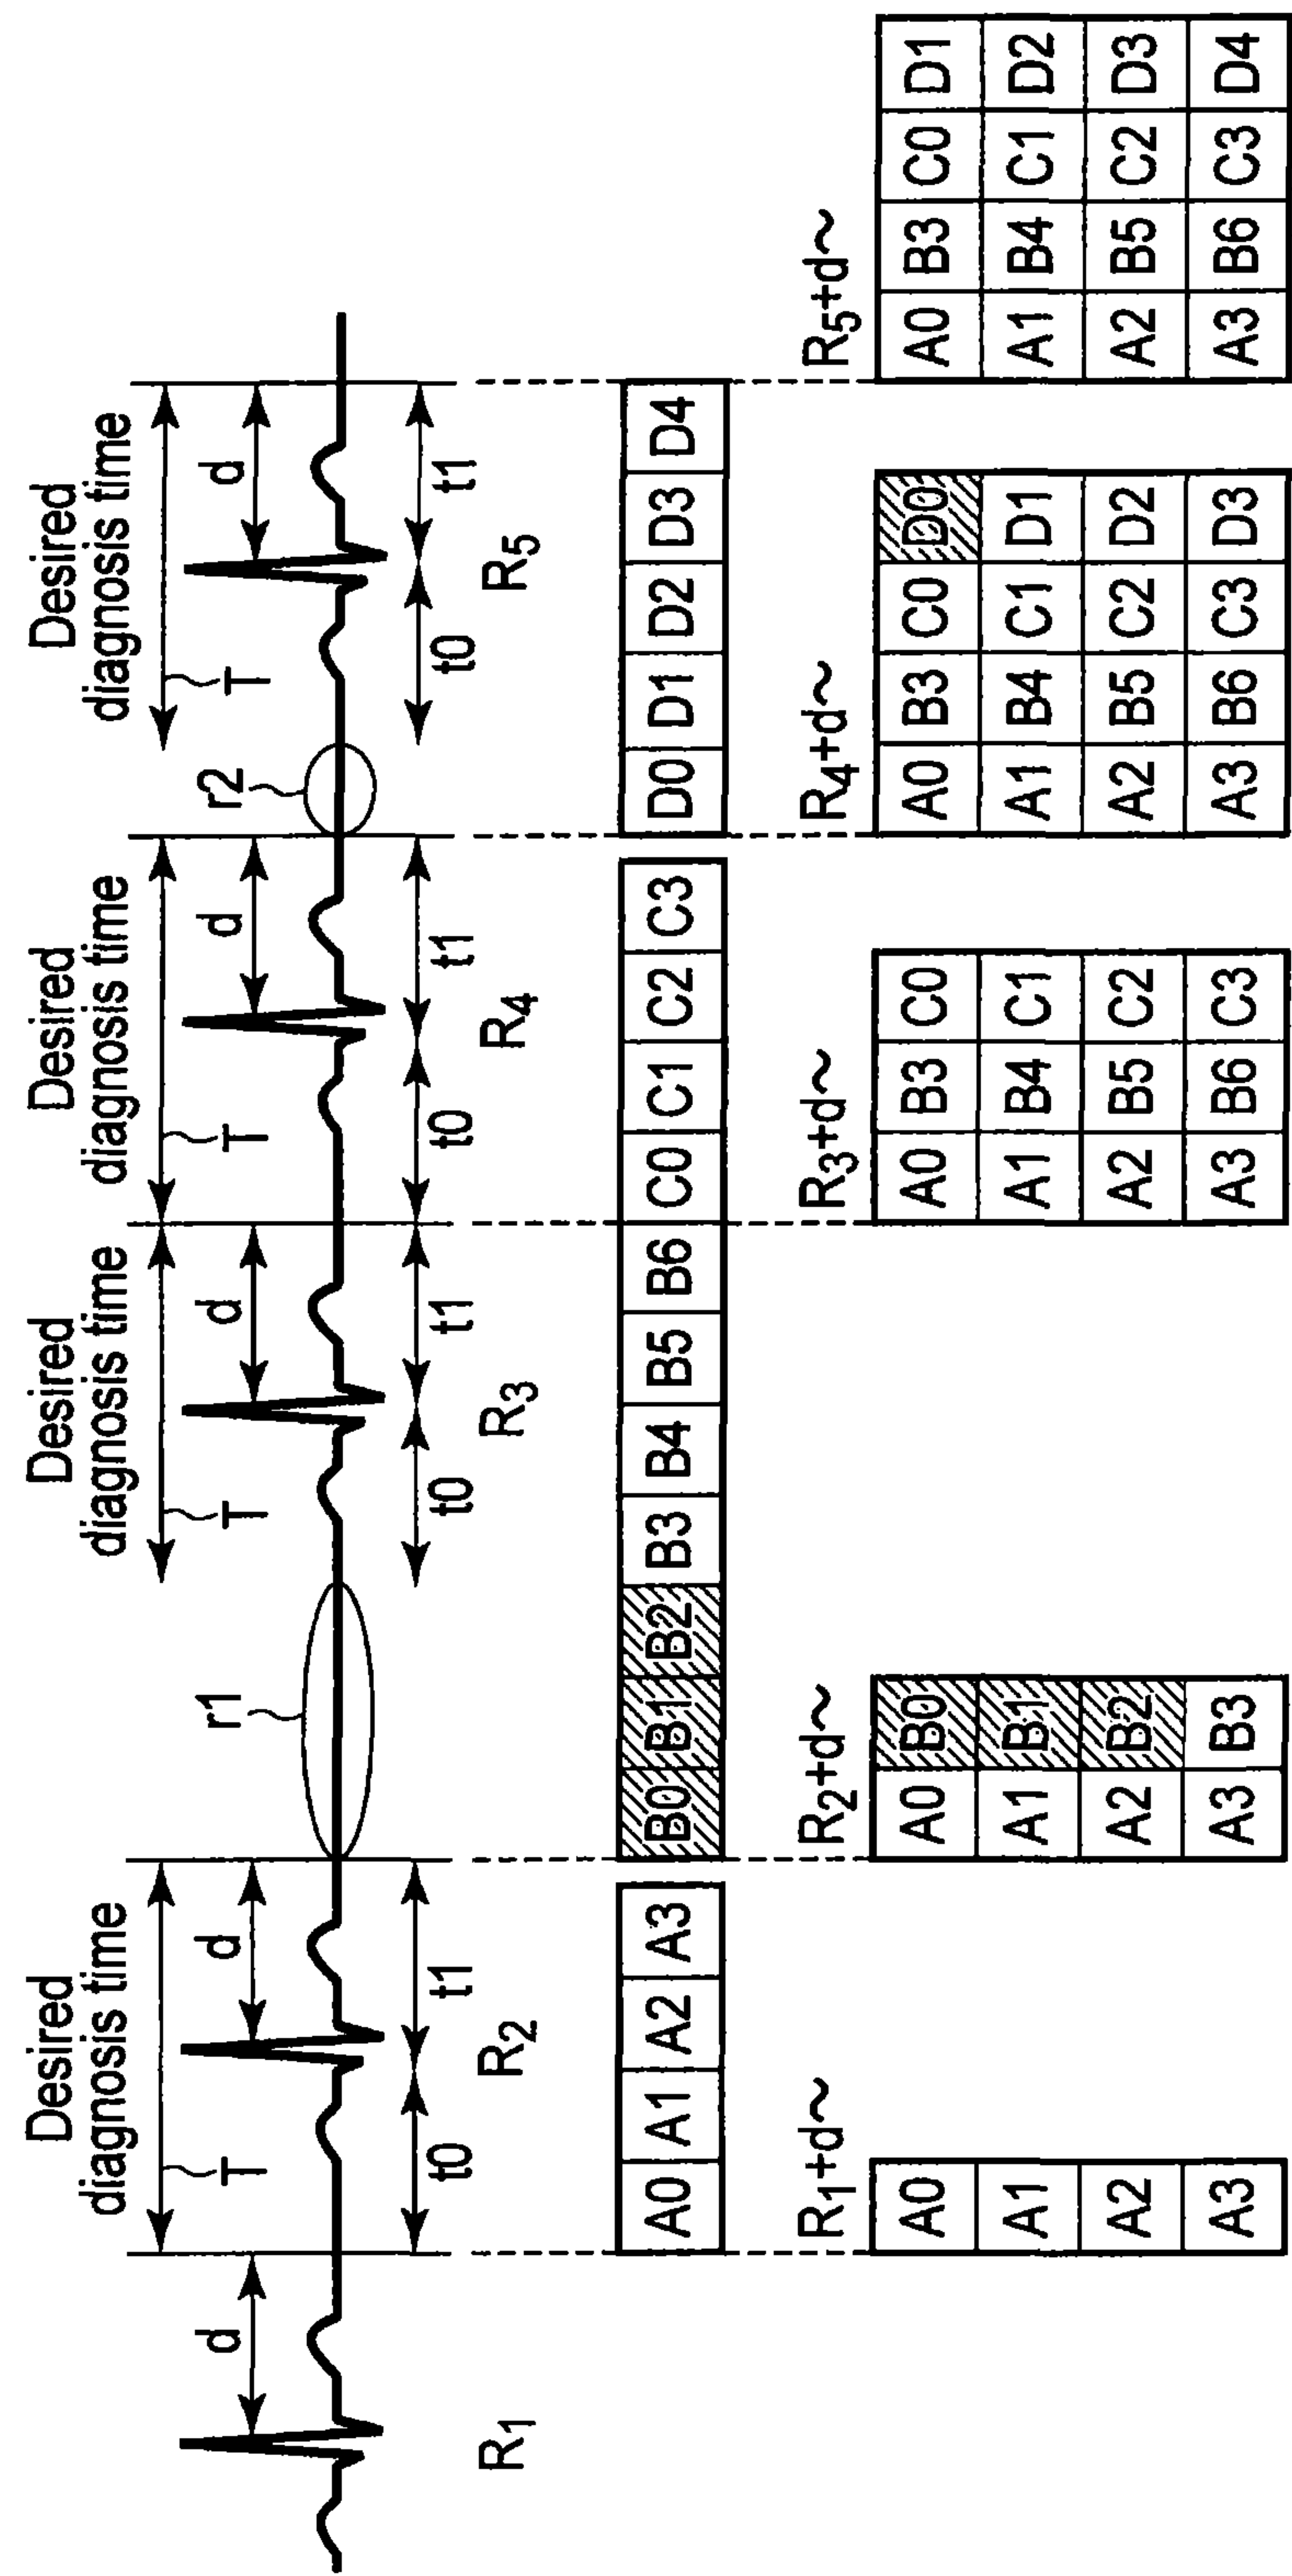 Desired
diagnosis time
Desired
diagnosis time
Desired
diagnosis time
Desired
diagnosis time
T
T
T
T
d
d
r1
d
d
r2
d
t0
t1
t0
t1
t0
t1
t0
t1
R1
R2
R3
R4
R5
A0 A1 A2 A3
B0 B1 B2 B3 B4 B5 B6 C0 C1 C2 C3
D0 D1 D2 D3 D4
R1+d~
A0
A1
A2
A3
R2+d~
A0 B0
A1 B1
A2 B2
A3 B3
R3+d~
A0 B3 C0
A1 B4 C1
A2 B5 C2
A3 B6 C3
R4+d~
A0 B3 C0 D0
A1 B4 C1 D1
A2 B5 C2 D2
A3 B6 C3 D3
R5+d~
A0 B3 C0 D1
A1 B4 C1 D2
A2 B5 C2 D3
A3 B6 C3 D4